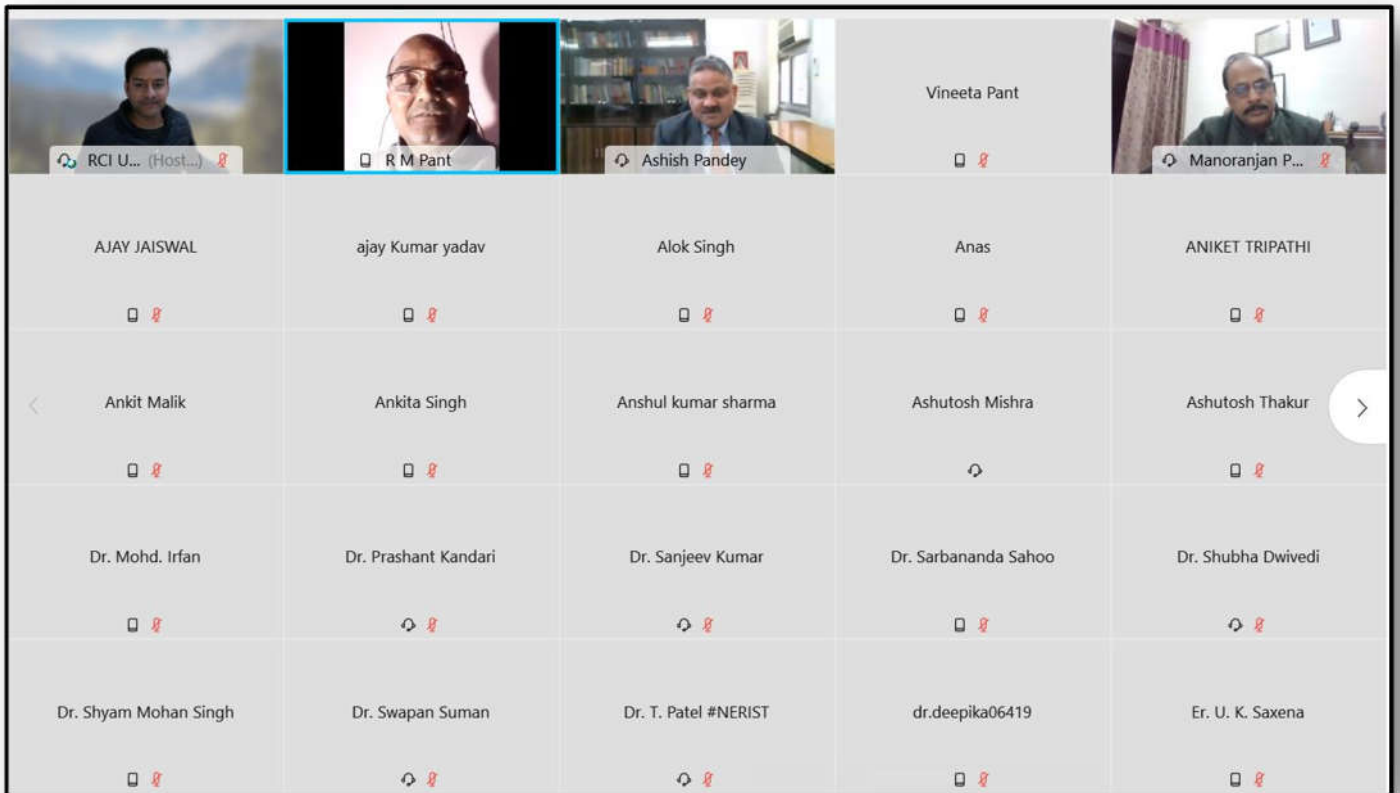 RCI U... (Host...)
R M Pant
Ashish Pandey
Vineeta Pant
Manoranjan P...
AJAY JAISWAL
ajay Kumar yadav
Alok Singh
Anas
ANIKET TRIPATHI
Ankit Malik
Ankita Singh
Anshul kumar sharma
Ashutosh Mishra
Ashutosh Thakur
Dr. Mohd. Irfan
Dr. Prashant Kandari
Dr. Sanjeev Kumar
Dr. Sarbananda Sahoo
Dr. Shubha Dwivedi
Dr. Shyam Mohan Singh
Dr. Swapan Suman
Dr. T. Patel #NERIST
dr.deepika06419
Er. U. K. Saxena